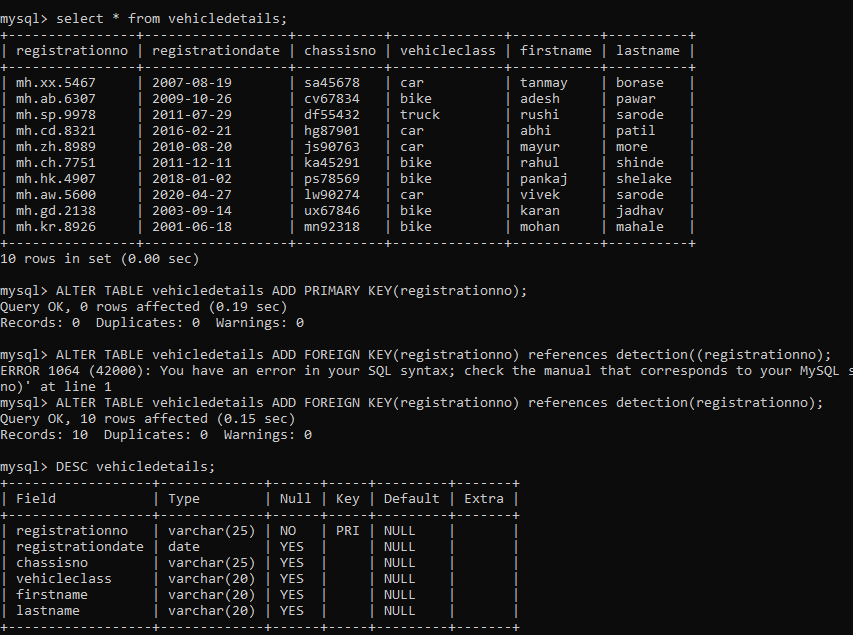 mysql> select * from vehicledetails;
+----------------+------------------+-----------+--------------+-----------+----------+
| registrationno | registrationdate | chassisno | vehicleclass | firstname | lastname |
+----------------+------------------+-----------+--------------+-----------+----------+
| mh.xx.5467     | 2007-08-19       | sa45678   | car          | tanmay    | borase   |
| mh.ab.6307     | 2009-10-26       | cv67834   | bike         | adesh     | pawar    |
| mh.sp.9978     | 2011-07-29       | df55432   | truck        | rushi     | sarode   |
| mh.cd.8321     | 2016-02-21       | hg87901   | car          | abhi      | patil    |
| mh.zh.8989     | 2010-08-20       | js90763   | car          | mayur     | more     |
| mh.ch.7751     | 2011-12-11       | ka45291   | bike         | rahul     | shinde   |
| mh.hk.4907     | 2018-01-02       | ps78569   | bike         | pankaj    | shelake  |
| mh.aw.5600     | 2020-04-27       | lw90274   | car          | vivek     | sarode   |
| mh.gd.2138     | 2003-09-14       | ux67846   | bike         | karan     | jadhav   |
| mh.kr.8926     | 2001-06-18       | mn92318   | bike         | mohan     | mahale   |
+----------------+------------------+-----------+--------------+-----------+----------+
10 rows in set (0.00 sec)
mysql> ALTER TABLE vehicledetails ADD PRIMARY KEY(registrationno);
Query OK, 0 rows affected (0.19 sec)
Records: 0  Duplicates: 0  Warnings: 0
mysql> ALTER TABLE vehicledetails ADD FOREIGN KEY(registrationno) references detection((registrationno);
ERROR 1064 (42000): You have an error in your SQL syntax; check the manual that corresponds to your MySQL s
no)' at line 1
mysql> ALTER TABLE vehicledetails ADD FOREIGN KEY(registrationno) references detection(registrationno);
Query OK, 10 rows affected (0.15 sec)
Records: 10  Duplicates: 0  Warnings: 0
mysql> DESC vehicledetails;
+------------------+-------------+------+-----+---------+-------+
| Field            | Type        | Null | Key | Default | Extra |
+------------------+-------------+------+-----+---------+-------+
| registrationno   | varchar(25) | NO   | PRI | NULL    |       |
| registrationdate | date        | YES  |     | NULL    |       |
| chassisno        | varchar(25) | YES  |     | NULL    |       |
| vehicleclass     | varchar(20) | YES  |     | NULL    |       |
| firstname        | varchar(20) | YES  |     | NULL    |       |
| lastname         | varchar(20) | YES  |     | NULL    |       |
+------------------+-------------+------+-----+---------+-------+